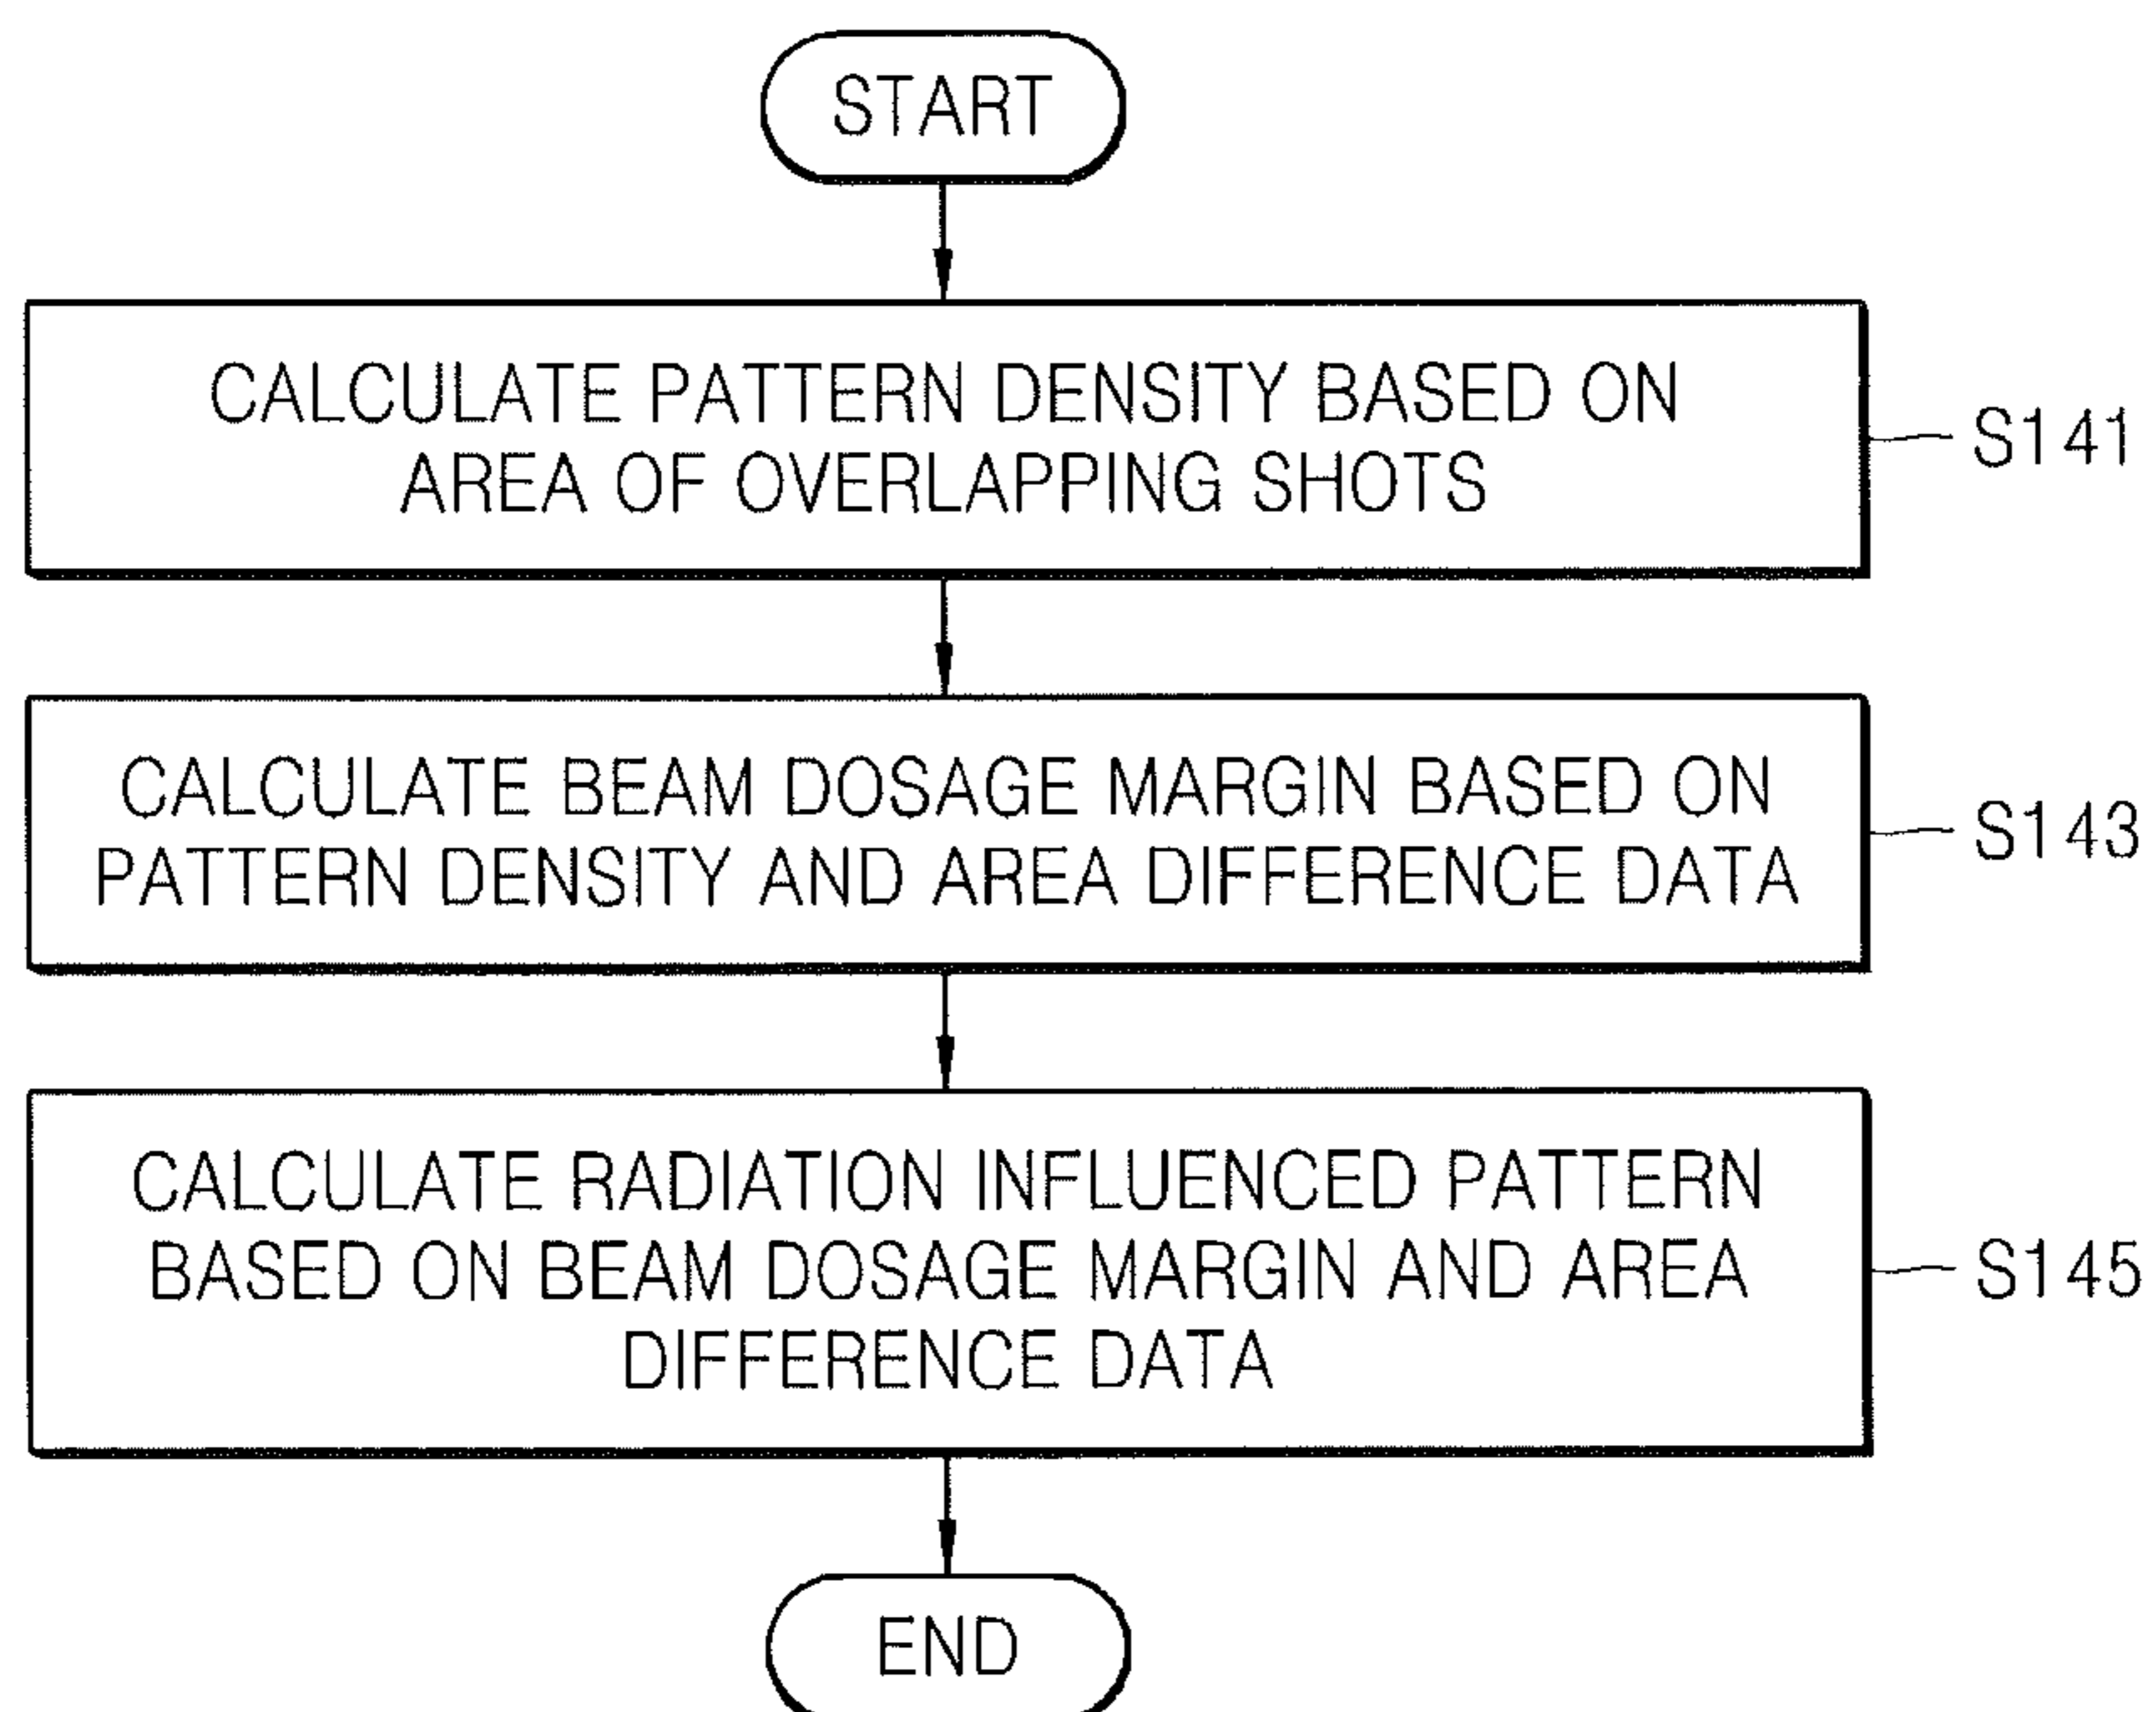 START
CALCULATE PATTERN DENSITY BASED ON
AREA OF OVERLAPPING SHOTS
S141
CALCULATE BEAM DOSAGE MARGIN BASED ON
PATTERN DENSITY AND AREA DIFFERENCE DATA
S143
CALCULATE RADIATION INFLUENCED PATTERN
BASED ON BEAM DOSAGE MARGIN AND AREA
DIFFERENCE DATA
S145
END